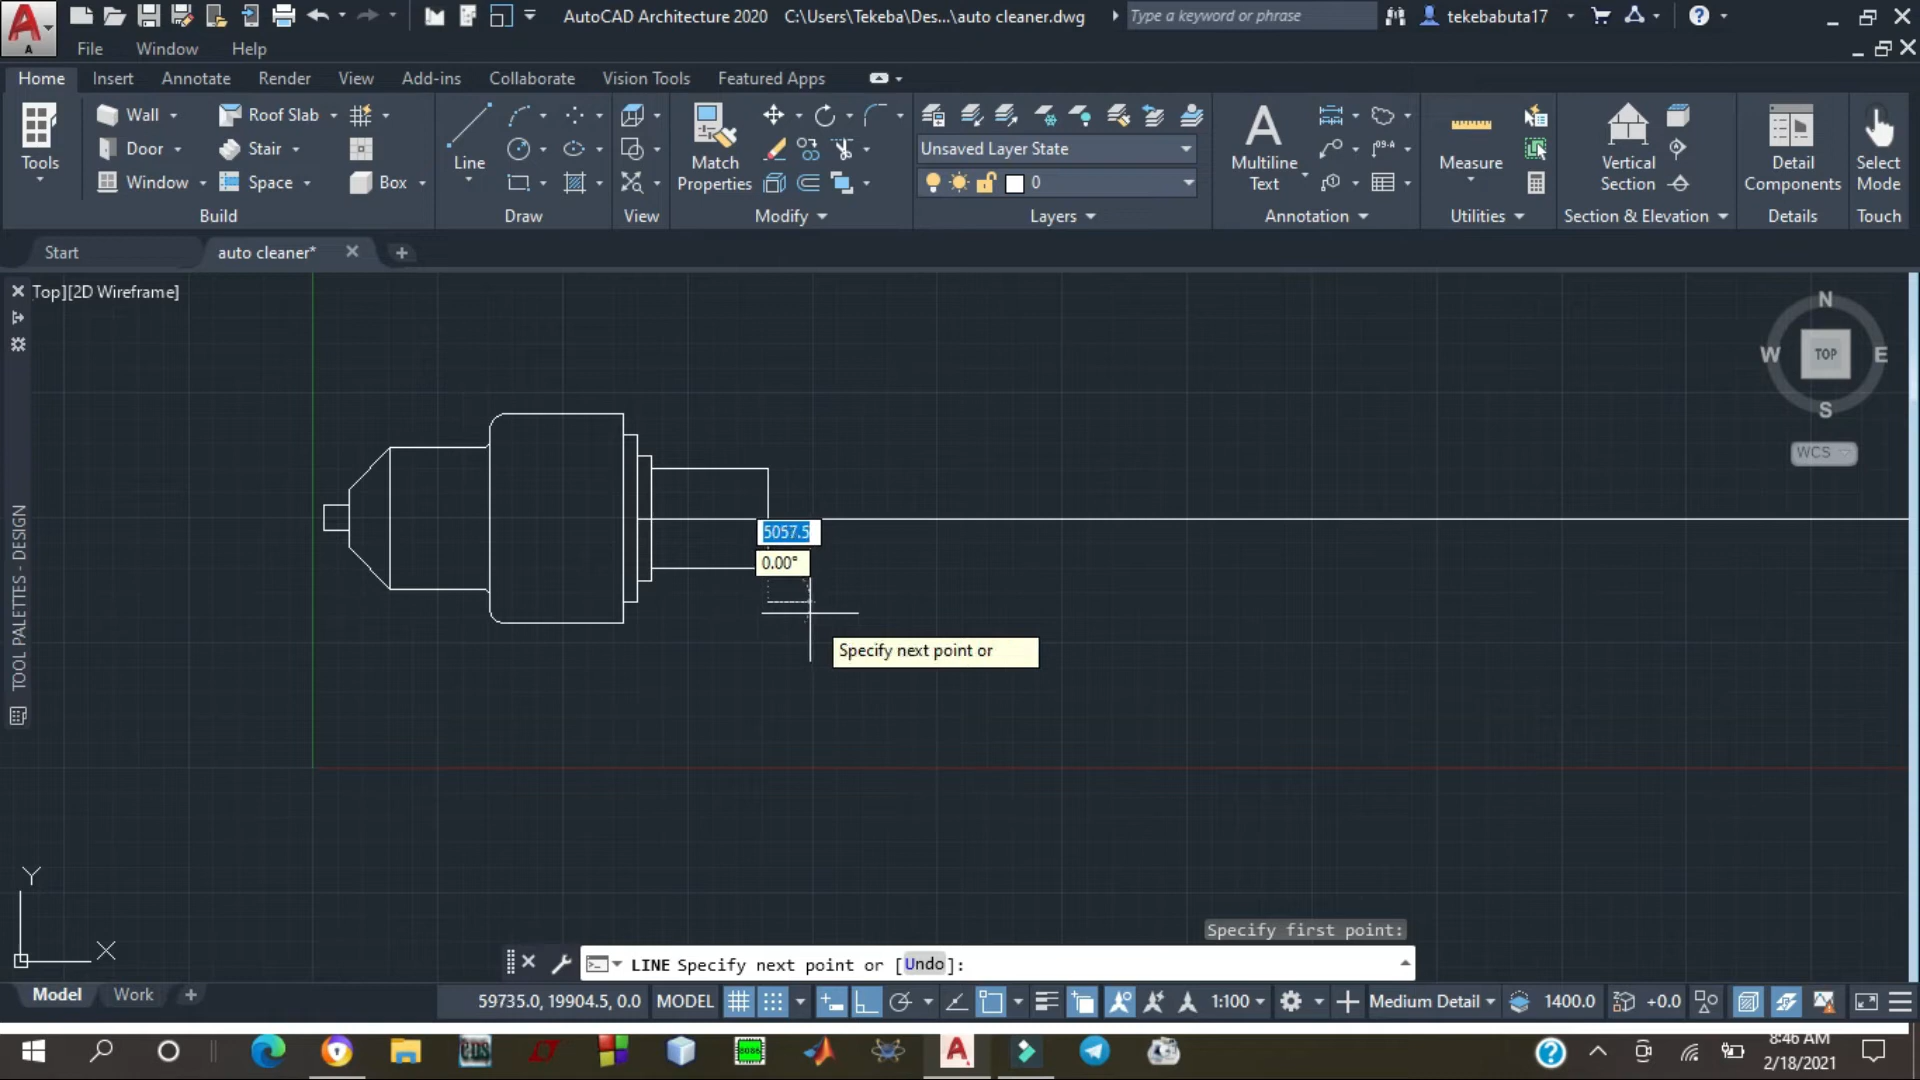 AutoCAD Architecture 2020 C:\Users\Tekeba\Des...\auto cleaner.dwg Type a keyword or phrase tekebabuta17
A
File Window Help
Home Insert Annotate Render View Add-ins Collaborate Vision Tools Featured Apps
Tools
Wall Roof Slab
Door Stair
Window Space Box
Line
Match Properties
Unsaved Layer State
0
Multiline Text
Measure
Vertical Section
Detail Components
Select Mode
Build Draw View Modify Layers Annotation Utilities Section & Elevation Details Touch
Start auto cleaner*
Top][2D Wireframe]
N
W TOP E
S
WCS
TOOL PALETTES - DESIGN
5057.5
0.00°
Specify next point or
Y
X
Specify first point:
LINE Specify next point or [Undo]:
Model Work
59735.0, 19904.5, 0.0 MODEL 1:100 Medium Detail 1400.0 +0.0
8:46 AM
2/18/2021